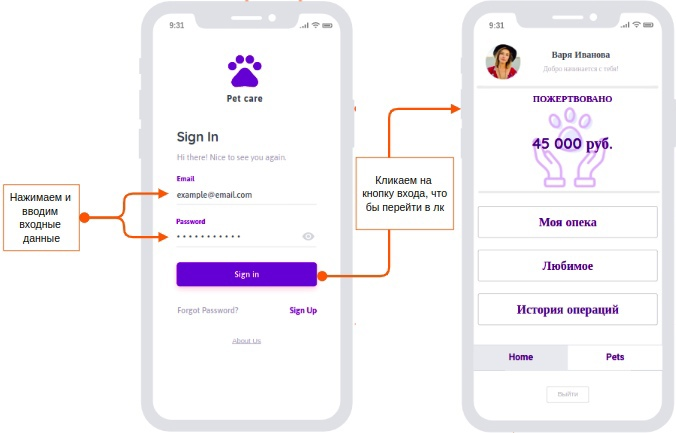 Нажимаем и
вводим
входные
данные
9:31
Pet care
Sign In
Hi there! Nice to see you again.
Email
example@email.com
Password
Sign in
Forgot Password?
Sign Up
About Us
Кликаем на
кнопку входа, что
бы перейти в лк
9:31
Варя Иванова
Добро начинается с тебя!
ПОЖЕРТВОВАНО
45 000 руб.
Моя опека
Любимое
История операций
Home
Pets
Выйти